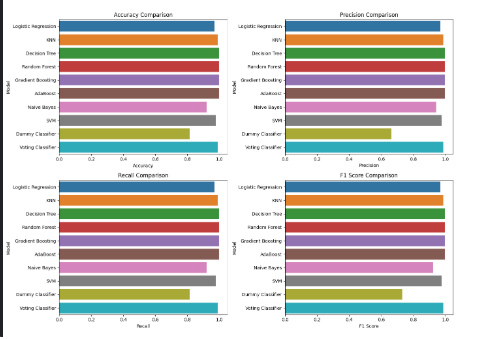 Accuracy Comparison
Model
Logistic Regression
KNN
Decision Tree
Random Forest
Gradient Boosting
AdaBoost
Naive Bayes
SVM
Dummy Classifier
Voting Classifier
0.0 0.2 0.4 0.6 0.8 1.0
Accuracy
Precision Comparison
Model
Logistic Regression
KNN
Decision Tree
Random Forest
Gradient Boosting
AdaBoost
Naive Bayes
SVM
Dummy Classifier
Voting Classifier
0.0 0.2 0.4 0.6 0.8 1.0
Precision
Recall Comparison
Model
Logistic Regression
KNN
Decision Tree
Random Forest
Gradient Boosting
AdaBoost
Naive Bayes
SVM
Dummy Classifier
Voting Classifier
0.0 0.2 0.4 0.6 0.8 1.0
Recall
F1 Score Comparison
Model
Logistic Regression
KNN
Decision Tree
Random Forest
Gradient Boosting
AdaBoost
Naive Bayes
SVM
Dummy Classifier
Voting Classifier
0.0 0.2 0.4 0.6 0.8 1.0
F1 Score